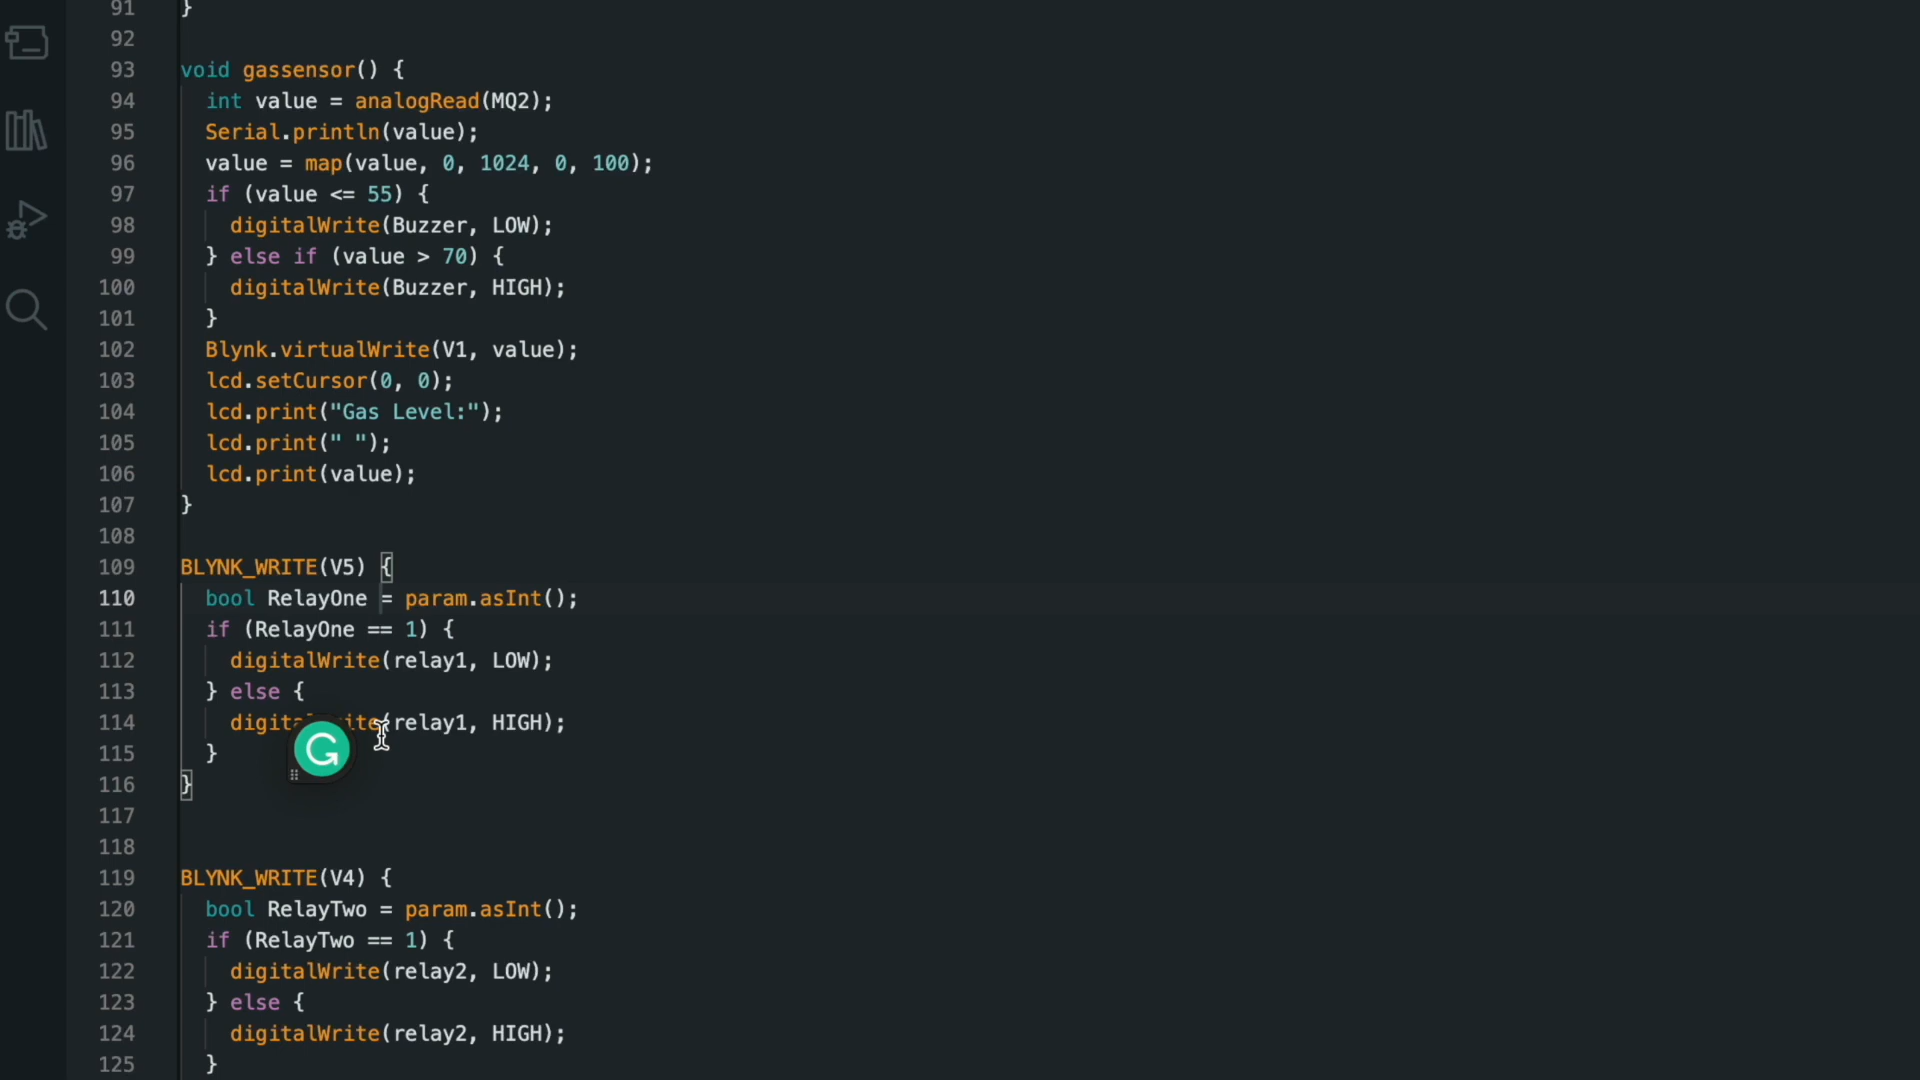 91 }
92
93 void gassensor() {
94 int value = analogRead(MQ2);
95 Serial.println(value);
96 value = map(value, 0, 1024, 0, 100);
97 if (value <= 55) {
98 digitalWrite(Buzzer, LOW);
99 } else if (value > 70) {
100 digitalWrite(Buzzer, HIGH);
101 }
102 Blynk.virtualWrite(V1, value);
103 lcd.setCursor(0, 0);
104 lcd.print("Gas Level:");
105 lcd.print(" ");
106 lcd.print(value);
107 }
108
109 BLYNK_WRITE(V5) {
110 bool RelayOne = param.asInt();
111 if (RelayOne == 1) {
112 digitalWrite(relay1, LOW);
113 } else {
114 digitalWrite(relay1, HIGH);
115 }
116 }
117
118
119 BLYNK_WRITE(V4) {
120 bool RelayTwo = param.asInt();
121 if (RelayTwo == 1) {
122 digitalWrite(relay2, LOW);
123 } else {
124 digitalWrite(relay2, HIGH);
125 }